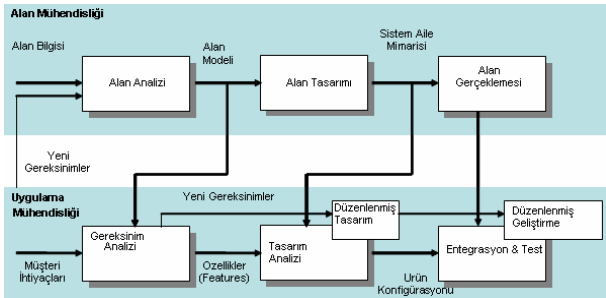 Alan Mühendisliği
Alan Bilgisi
Alan
Modeli
Sistem Aile
Mimarisi
Alan Analizi
Alan Tasarımı
Alan
Gerçeklemesi
Yeni
Gereksinimler
Uygulama
Mühendisliği
Yeni Gereksinimler
Düzenlenmiş
Tasarım
Düzenlenmiş
Geliştirme
Gereksinim
Analizi
Tasarım
Analizi
Entegrasyon & Test
Müşteri
İhtiyaçları
Özellikler
(Features)
Ürün
Konfigürasyonu